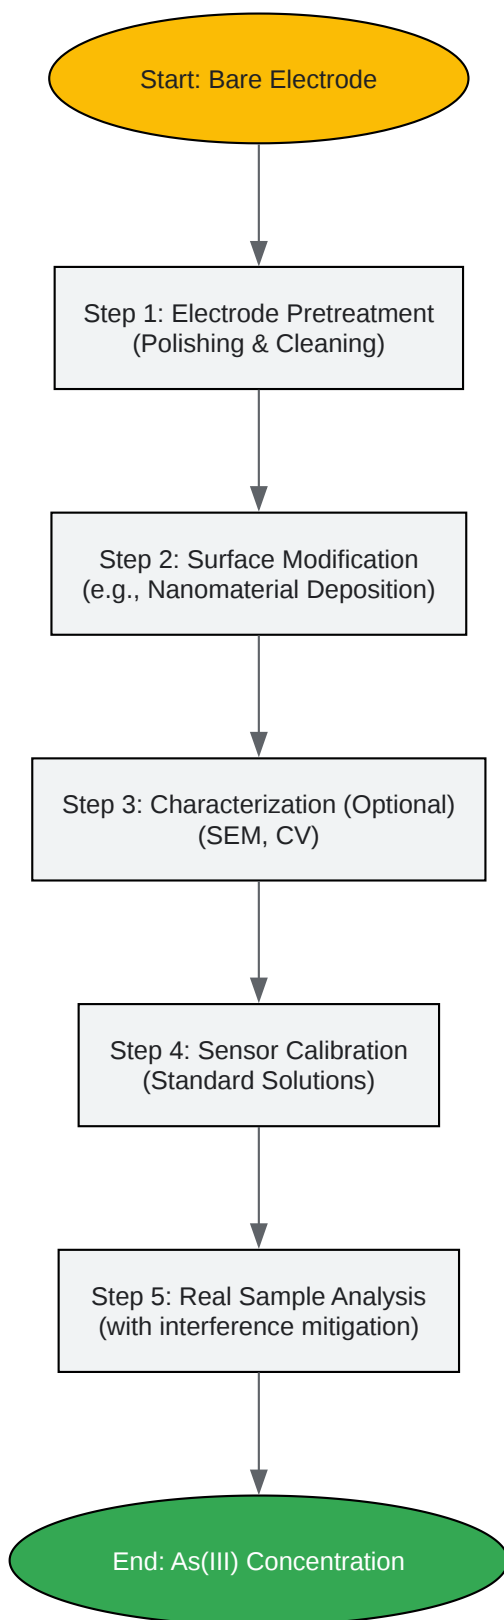 Start: Bare Electrode
Step 1: Electrode Pretreatment
(Polishing & Cleaning)
Step 2: Surface Modification
(e.g., Nanomaterial Deposition)
Step 3: Characterization (Optional)
(SEM, CV)
Step 4: Sensor Calibration
(Standard Solutions)
Step 5: Real Sample Analysis
(with interference mitigation)
End: As(III) Concentration